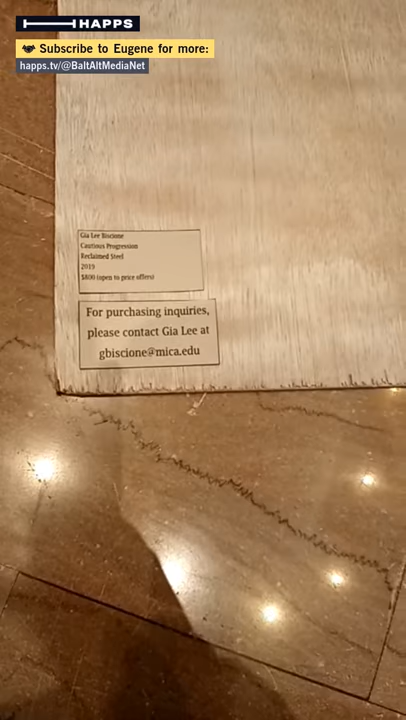 HAPPS
Subscribe to Eugene for more:
happs.tv/@BaltAltMediaNet
Gia Lee Biscione
Cautious Progression
Reclaimed Steel
2019
$800 (open to price offers)
For purchasing inquiries,
please contact Gia Lee at
gbiscione@mica.edu